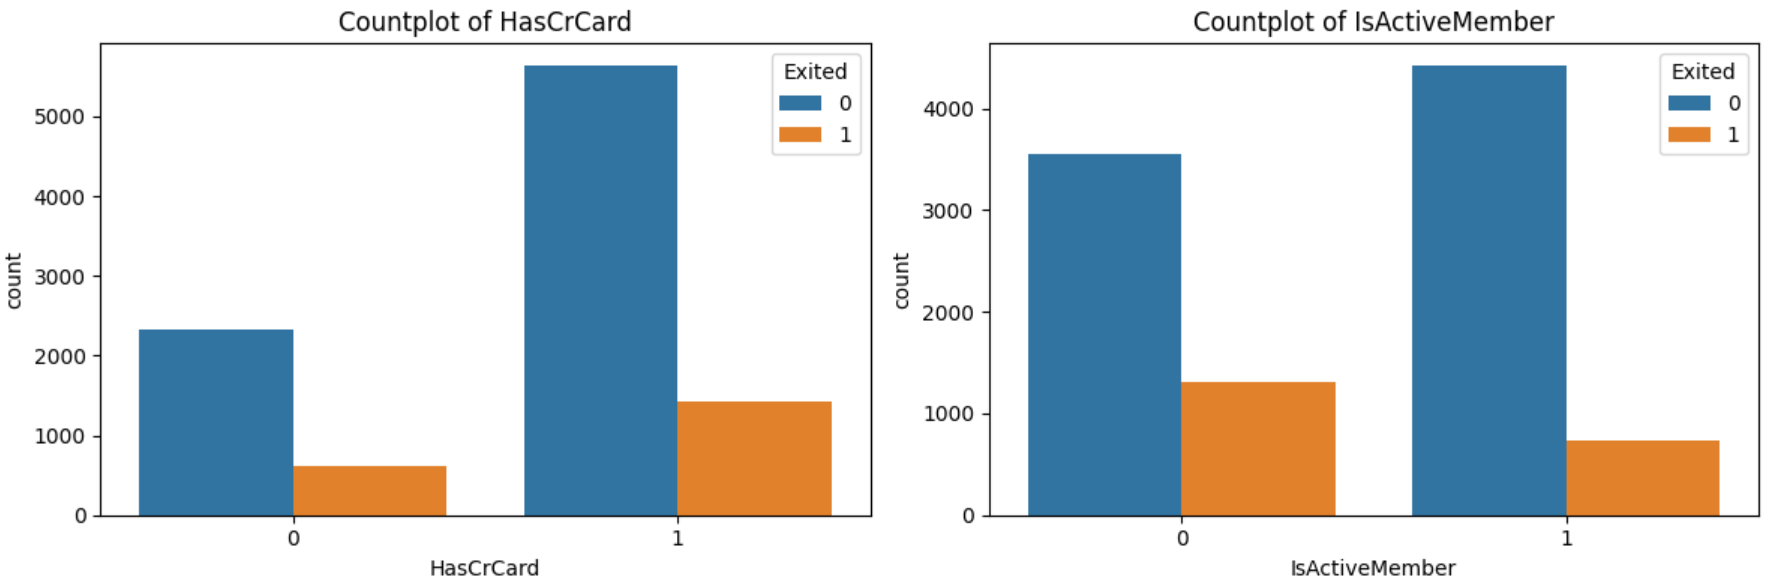 Countplot of HasCrCard
Exited
0
1
5000
4000
3000
2000
1000
0
count
0
1
HasCrCard
Countplot of IsActiveMember
Exited
0
1
4000
3000
2000
1000
0
count
0
1
IsActiveMember